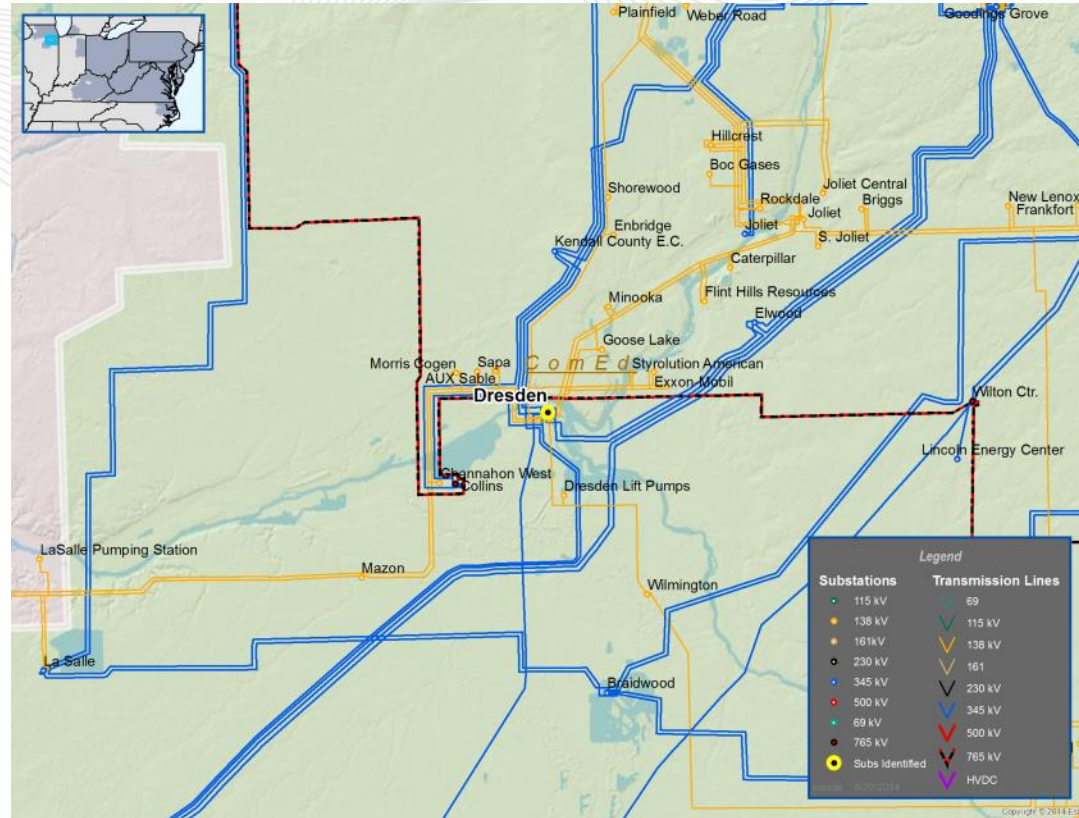 Plainfield
Weber Road
Goodings Grove
Hillcrest
Boc Gases
Shorewood
Joliet Central
Rockdale
Briggs
New Lenox
Joliet
Frankfort
Enbridge
Joliet
S. Joliet
Kendall County E.C.
Caterpillar
Minooka
Flint Hills Resources
Elwood
Goose Lake
Morris Cogen
Sapa
ComEd
Styrolution American
AUX Sable
Exxon-Mobil
Dresden
Wilton Ctr.
Lincoln Energy Center
Channahon West
Collins
Dresden Lift Pumps
LaSalle Pumping Station
Mazon
Wilmington
La Salle
Braidwood
Legend
Substations
115 kV
138 kV
161kV
230 kV
345 kV
500 kV
69 kV
765 kV
Subs Identified
Transmission Lines
69
115 kV
138 kV
161
230 kV
345 kV
500 kV
765 kV
HVDC